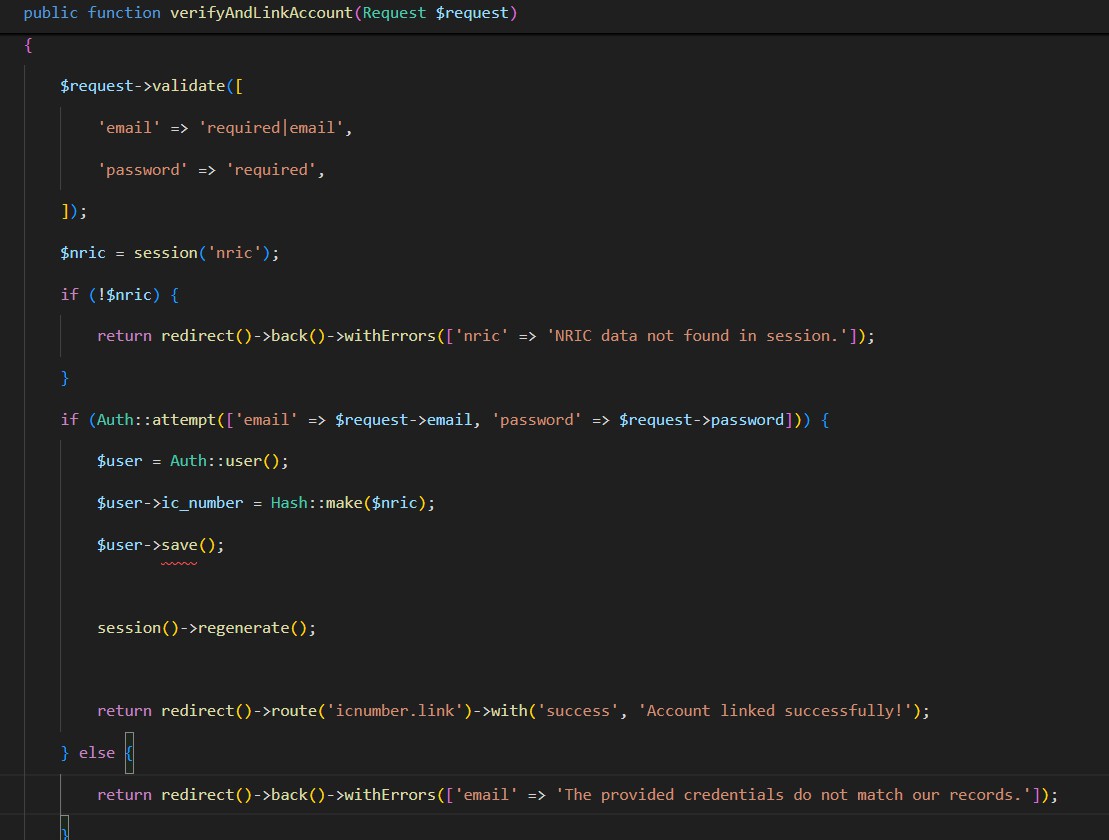 public function verifyAndLinkAccount(Request $request)
{
$request->validate([
'email' => 'required|email',
'password' => 'required',
]);
$nric = session('nric');
if (!$nric) {
return redirect()->back()->withErrors(['nric' => 'NRIC data not found in session.']);
}
if (Auth::attempt(['email' => $request->email, 'password' => $request->password])) {
$user = Auth::user();
$user->ic_number = Hash::make($nric);
$user->save();
session()->regenerate();
return redirect()->route('icnumber.link')->with('success', 'Account linked successfully!');
} else {
return redirect()->back()->withErrors(['email' => 'The provided credentials do not match our records.']);
}